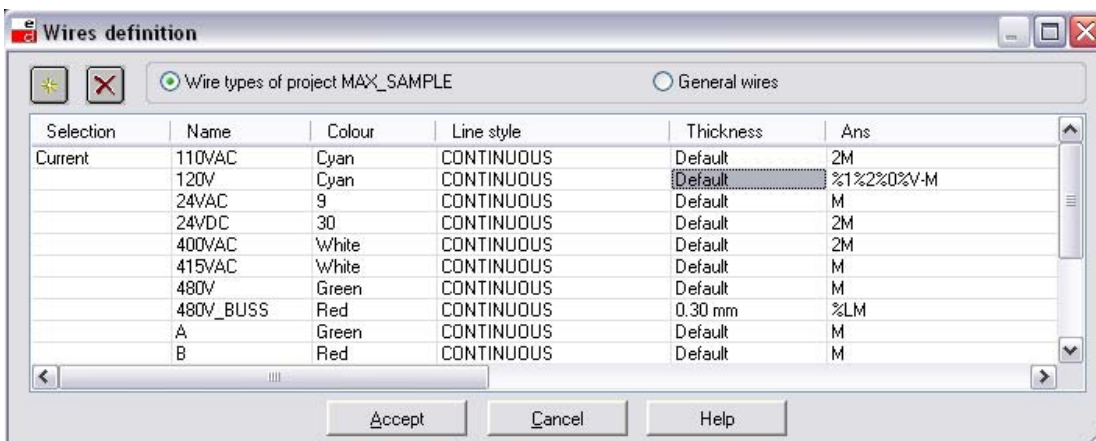 Wires definition
Wire types of project MAX_SAMPLE General wires
Selection Name Colour Line style Thickness Ans
Current 110VAC Cyan CONTINUOUS Default 2M
120V Cyan CONTINUOUS Default %1%2%0%V-M
24VAC 9 CONTINUOUS Default M
24VDC 30 CONTINUOUS Default 2M
400VAC White CONTINUOUS Default 2M
415VAC White CONTINUOUS Default M
480V Green CONTINUOUS Default M
480V_BUSS Red CONTINUOUS 0.30 mm %LM
A Green CONTINUOUS Default M
B Red CONTINUOUS Default M
Accept Cancel Help